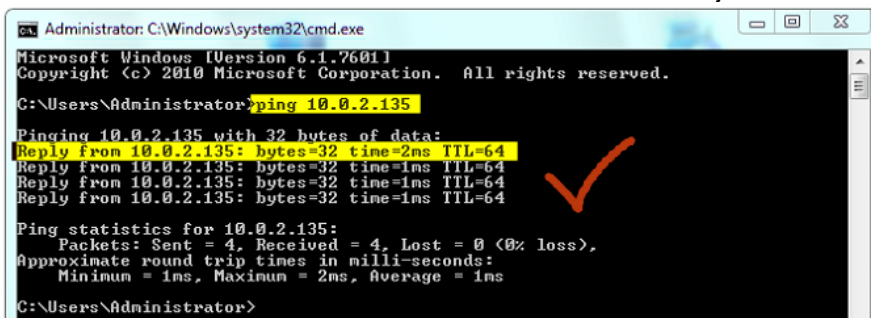 Administrator: C:\Windows\system32\cmd.exe
Microsoft Windows [Version 6.1.7601]
Copyright (c) 2010 Microsoft Corporation.  All rights reserved.
C:\Users\Administrator>ping 10.0.2.135
Pinging 10.0.2.135 with 32 bytes of data:
Reply from 10.0.2.135: bytes=32 time=2ms TTL=64
Reply from 10.0.2.135: bytes=32 time=1ms TTL=64
Reply from 10.0.2.135: bytes=32 time=1ms TTL=64
Reply from 10.0.2.135: bytes=32 time=1ms TTL=64
Ping statistics for 10.0.2.135:
    Packets: Sent = 4, Received = 4, Lost = 0 (0% loss),
Approximate round trip times in milli-seconds:
    Minimum = 1ms, Maximum = 2ms, Average = 1ms
C:\Users\Administrator>